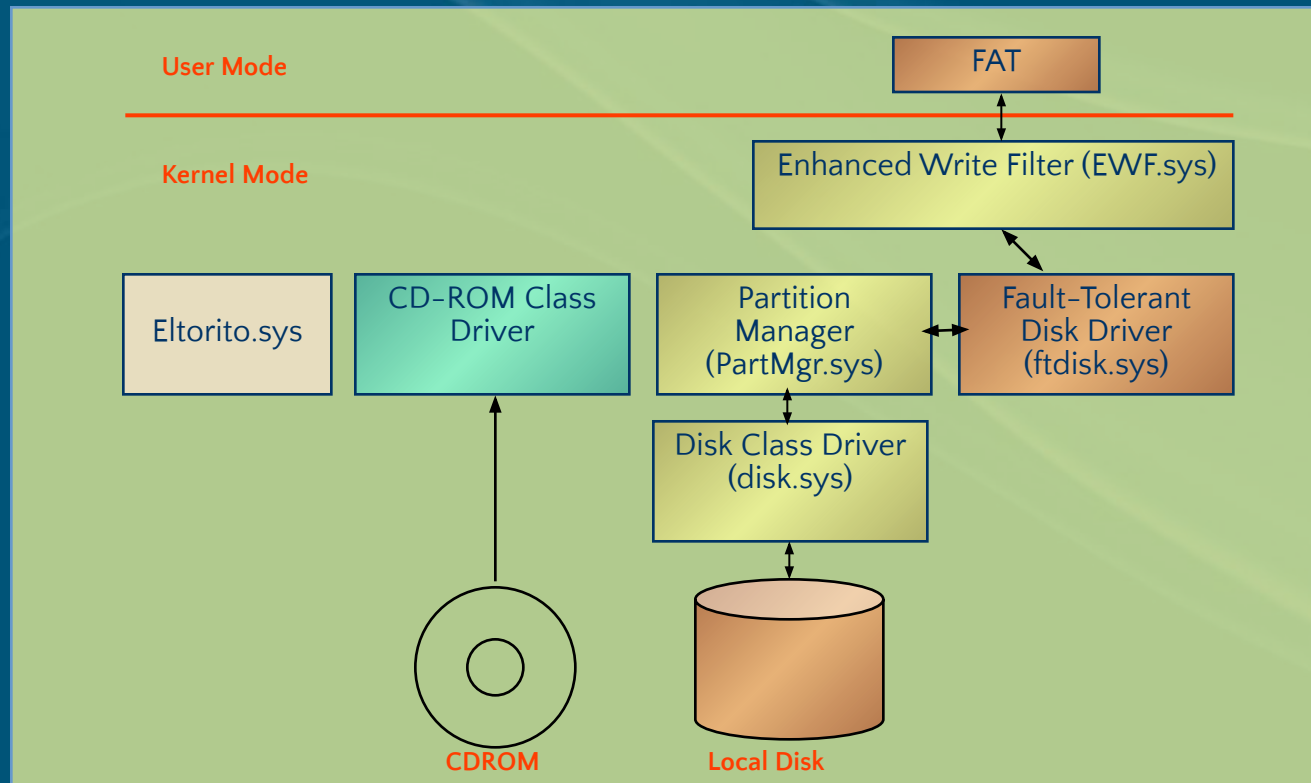 User Mode
FAT
Kernel Mode
Enhanced Write Filter (EWF.sys)
Eltorito.sys
CD-ROM Class
Driver
Partition
Manager
(PartMgr.sys)
Fault-Tolerant
Disk Driver
(ftdisk.sys)
Disk Class Driver
(disk.sys)
CDROM
Local Disk